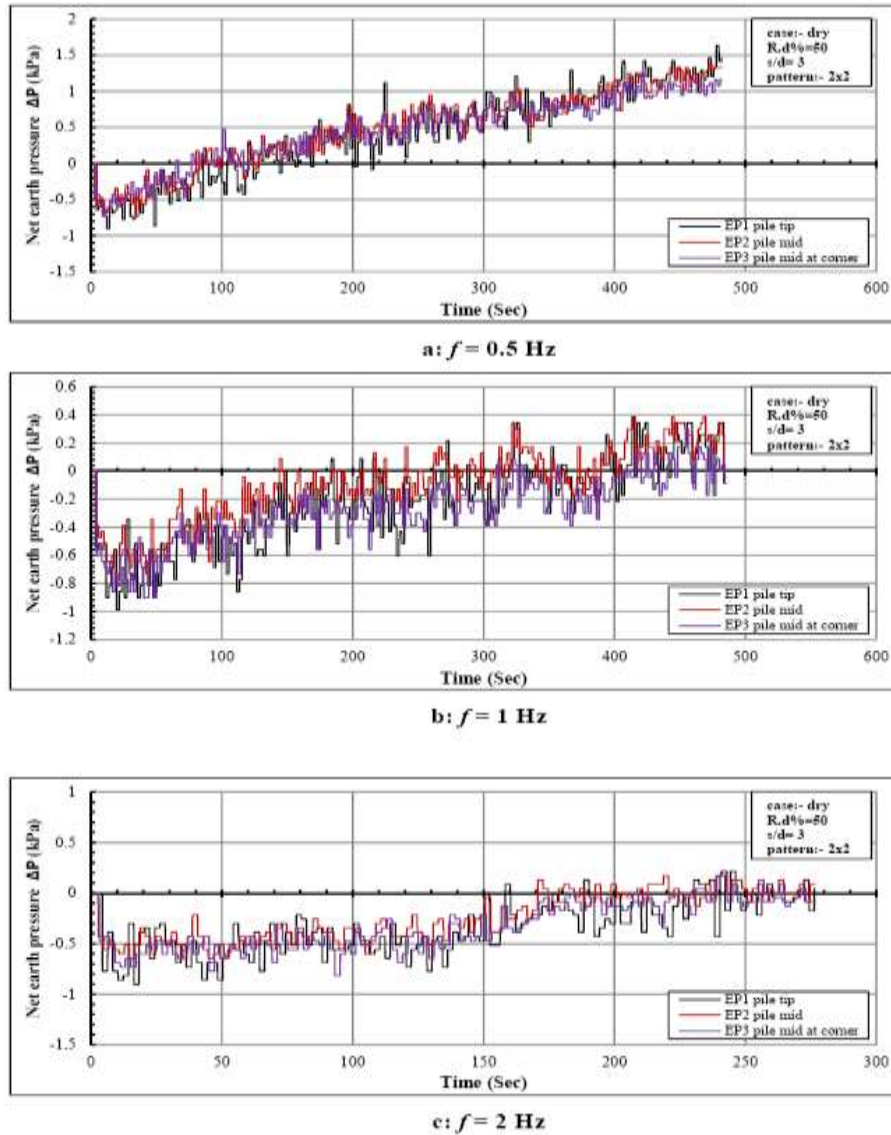 2
1.5
1
0.5
0
-0.5
-1
-1.5
Net earth pressure ΔP (kPa)
case:- dry
R.d%=50
s/d= 3
pattern:- 2x2
EP1 pile tip
EP2 pile mid
EP3 pile mid at corner
0 100 200 300 400 500 600
Time (Sec)
a: f = 0.5 Hz
0.6
0.4
0.2
0
-0.2
-0.4
-0.6
-0.8
-1
-1.2
Net earth pressure ΔP (kPa)
case:- dry
R.d%=50
s/d= 3
pattern:- 2x2
EP1 pile tip
EP2 pile mid
EP3 pile mid at corner
0 100 200 300 400 500 600
Time (Sec)
b: f = 1 Hz
1
0.5
0
-0.5
-1
-1.5
Net earth pressure ΔP (kPa)
case:- dry
R.d%=50
s/d= 3
pattern:- 2x2
EP1 pile tip
EP2 pile mid
EP3 pile mid at corner
0 50 100 150 200 250 300
Time (Sec)
c: f = 2 Hz